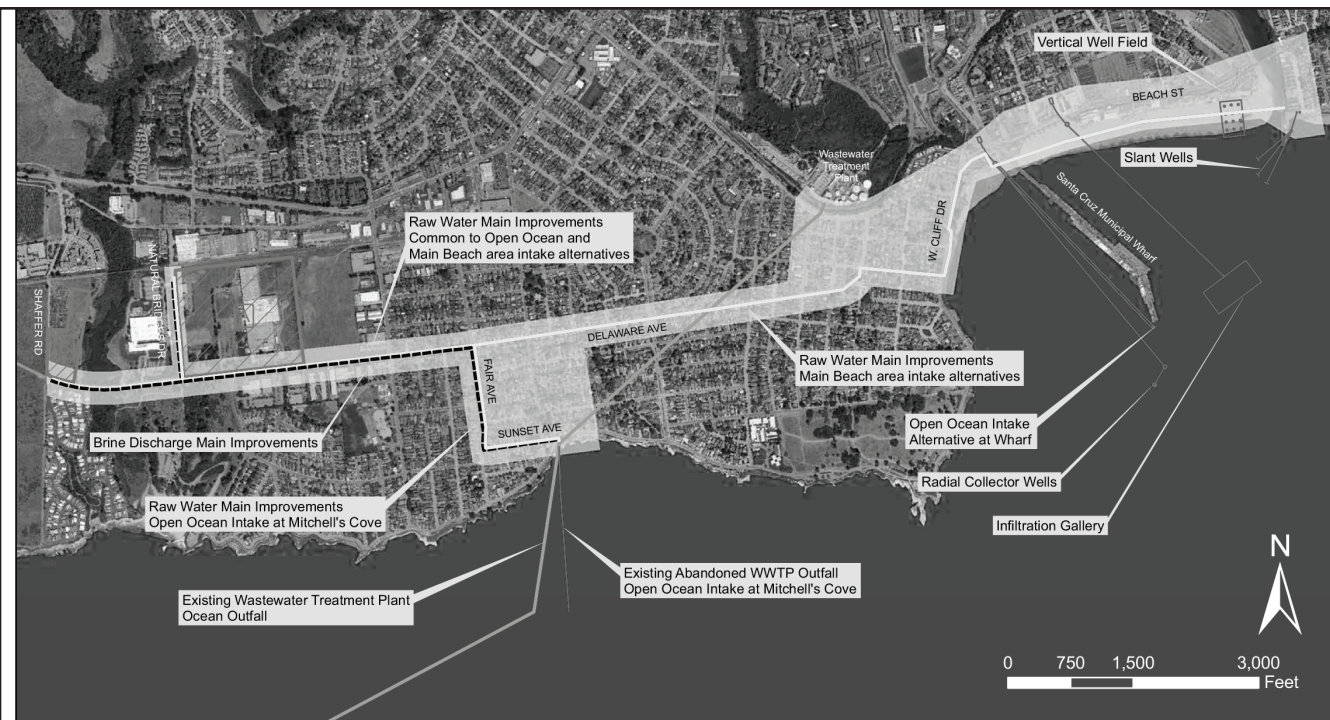 Vertical Well Field
BEACH ST
Slant Wells
Wastewater
Treatment
Plant
Santa Cruz Municipal Wharf
W. CLIFF DR
Raw Water Main Improvements
Common to Open Ocean and
Main Beach area intake alternatives
NATURAL BRIDGES DR
SHAFFER RD
DELAWARE AVE
Raw Water Main Improvements
Main Beach area intake alternatives
FAIR AVE
SUNSET AVE
Brine Discharge Main Improvements
Open Ocean Intake
Alternative at Wharf
Radial Collector Wells
Raw Water Main Improvements
Open Ocean Intake at Mitchell's Cove
Infiltration Gallery
Existing Abandoned WWTP Outfall
Open Ocean Intake at Mitchell's Cove
Existing Wastewater Treatment Plant
Ocean Outfall
N
0 750 1,500 3,000
Feet